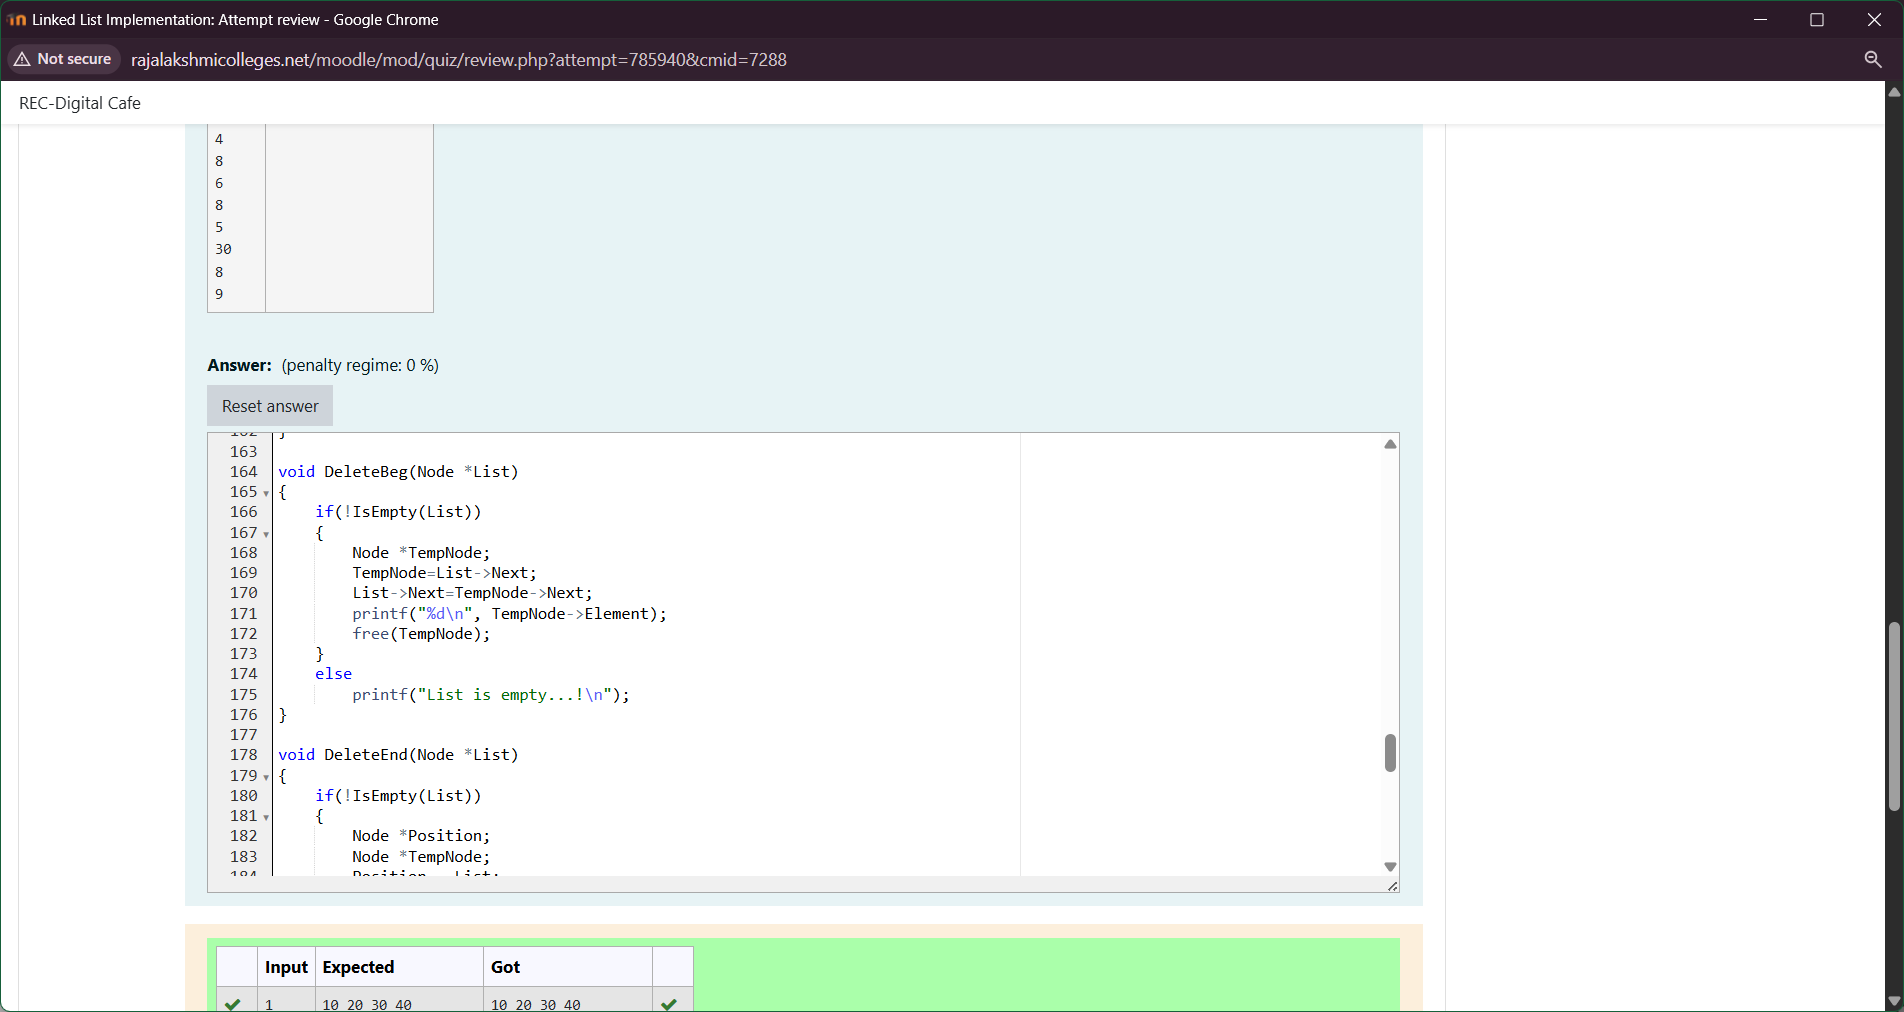 Linked List Implementation: Attempt review - Google Chrome
Not secure rajalakshmicolleges.net/moodle/mod/quiz/review.php?attempt=785940&cmid=7288
REC-Digital Cafe
4
8
6
8
5
30
8
9
Answer: (penalty regime: 0 %)
Reset answer
162 }
163
164 void DeleteBeg(Node *List)
165 {
166 if(!IsEmpty(List))
167 {
168 Node *TempNode;
169 TempNode=List->Next;
170 List->Next=TempNode->Next;
171 printf("%d\n", TempNode->Element);
172 free(TempNode);
173 }
174 else
175 printf("List is empty...!\n");
176 }
177
178 void DeleteEnd(Node *List)
179 {
180 if(!IsEmpty(List))
181 {
182 Node *Position;
183 Node *TempNode;
184 Position List;
Input Expected Got
1 10 20 30 40 10 20 30 40